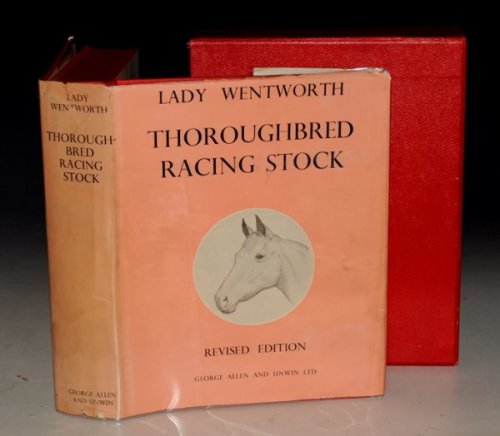 LADY
WENTWORTH
THOROUGH-
BRED
RACING
STOCK
GEORGE ALLEN
AND UNWIN
LADY WENTWORTH
THOROUGHBRED
RACING STOCK
REVISED EDITION
GEORGE ALLEN AND UNWIN LTD